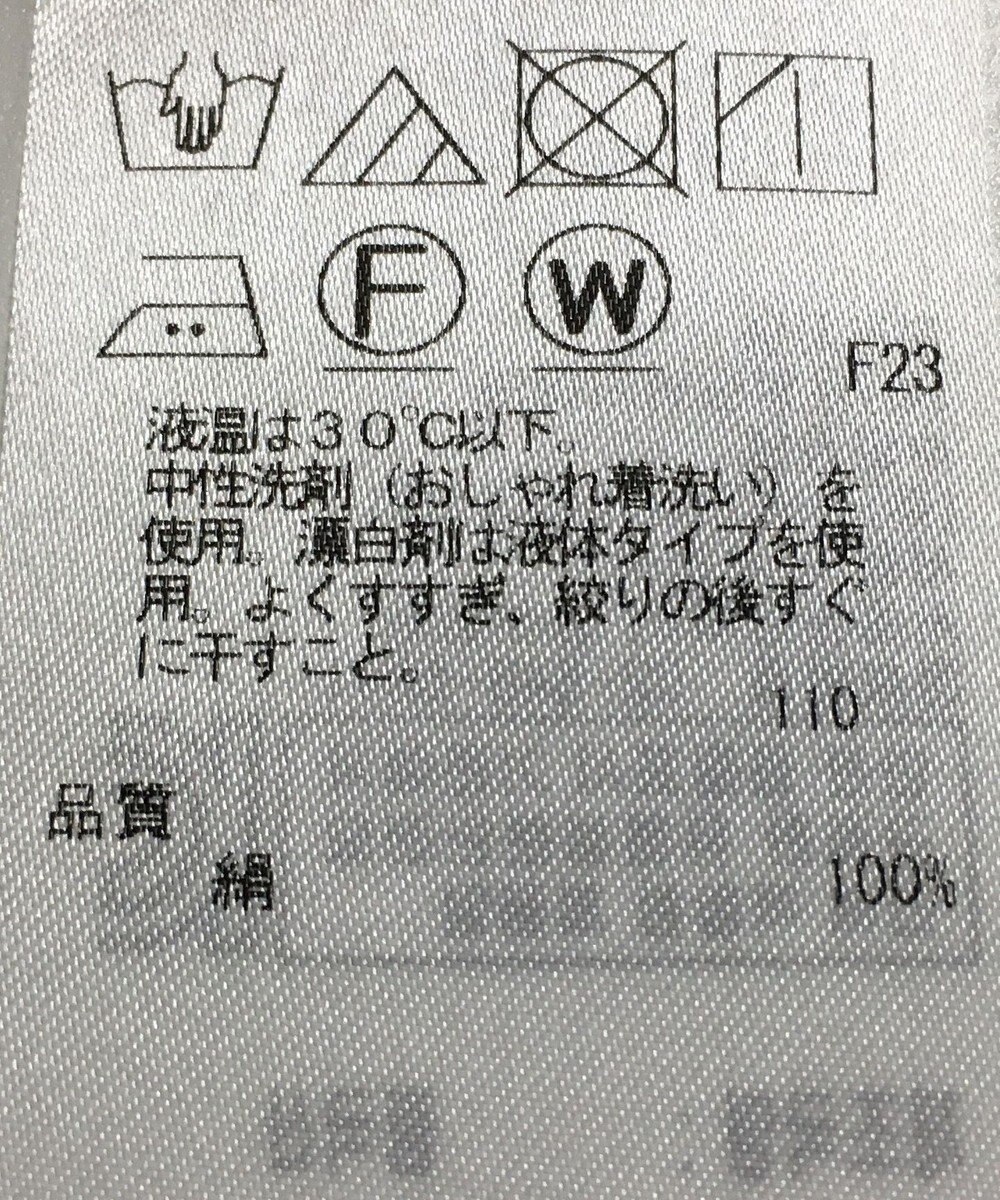 F
W
F23
液温は30℃以下。
中性洗剤（おしゃれ着洗い）を
使用。漂白剤は液体タイプを使
用。よくすすぎ、絞りの後すぐ
に干すこと。
110
品質
絹 100%